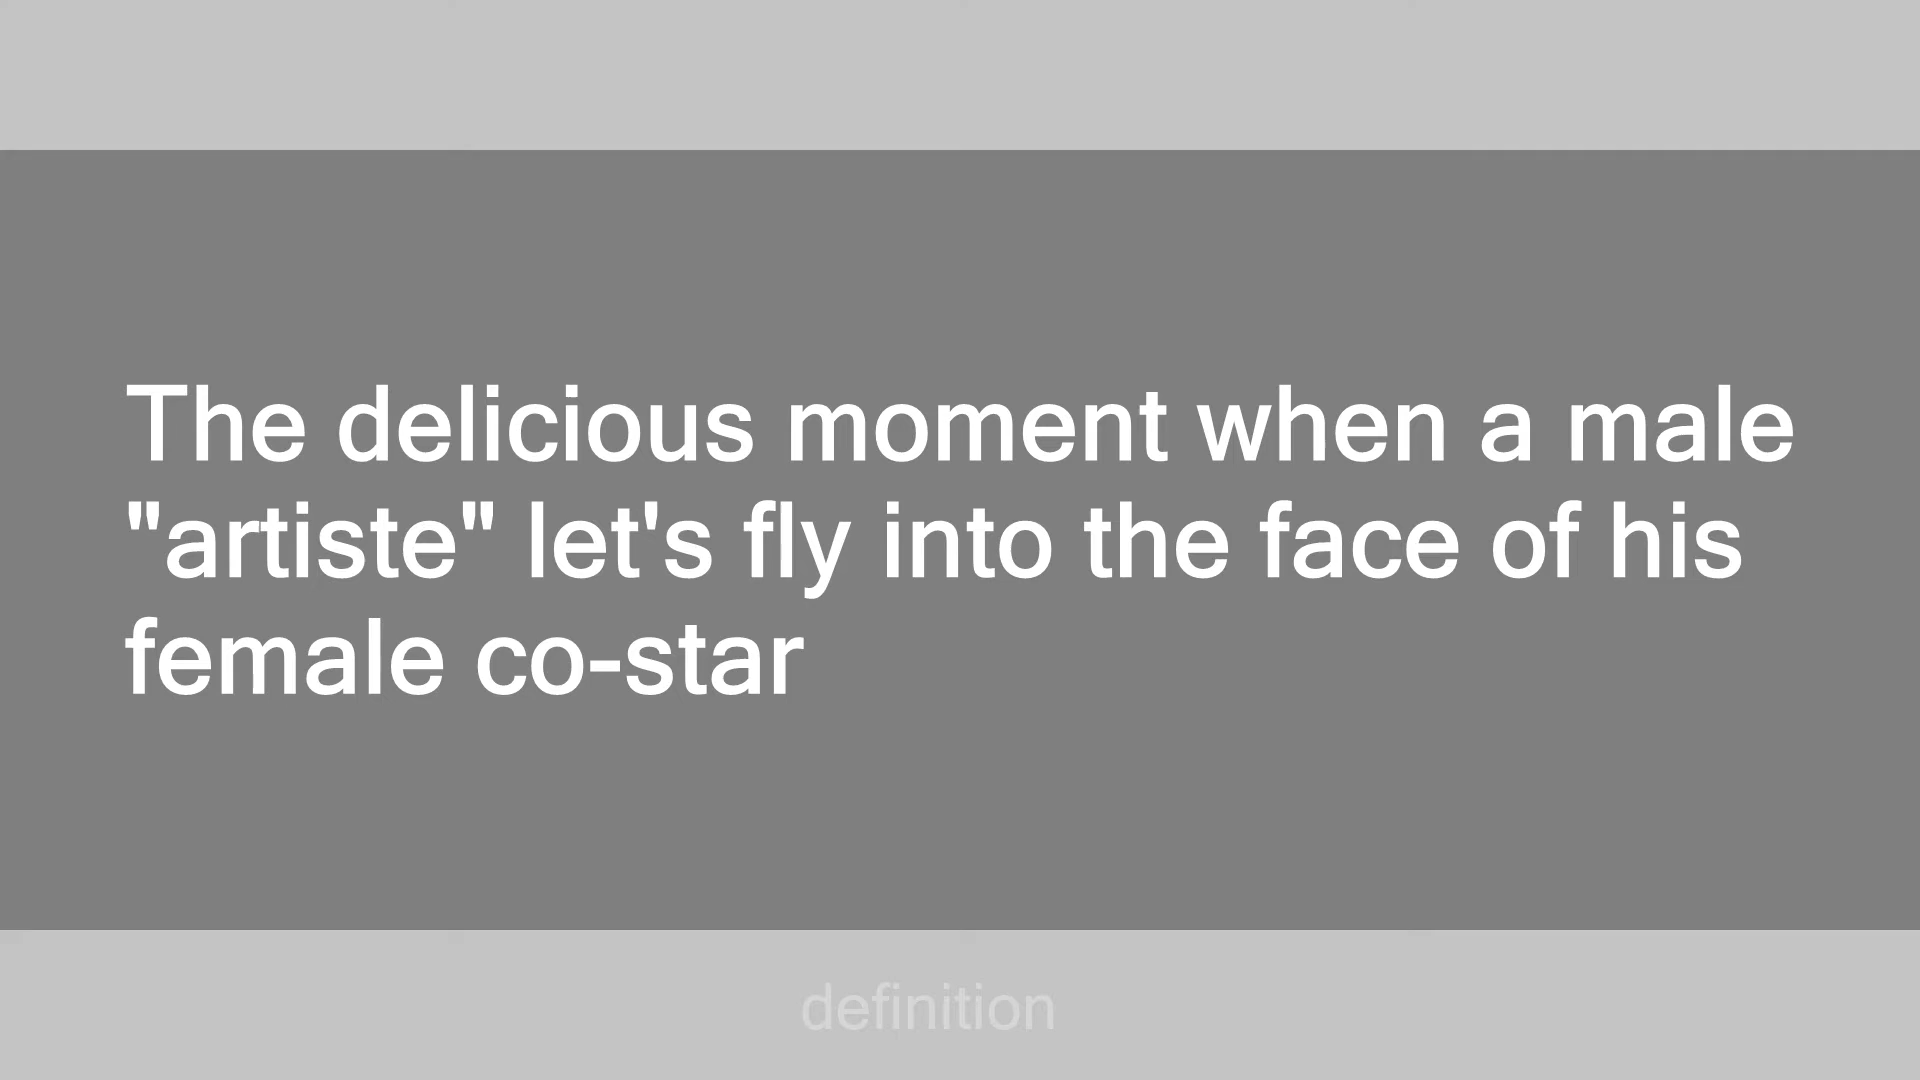 The delicious moment when a male
"artiste" let's fly into the face of his
female co-star
definition